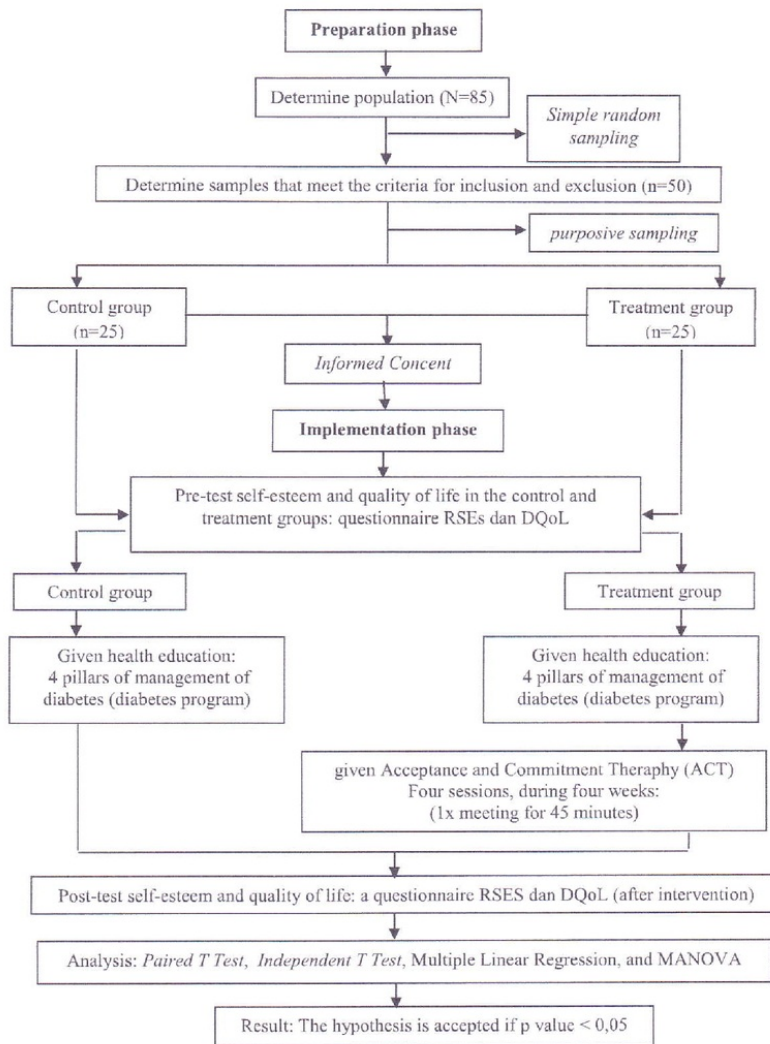 Preparation phase
Determine population (N=85)
Simple random
sampling
Determine samples that meet the criteria for inclusion and exclusion (n=50)
purposive sampling
Control group
(n=25)
Treatment group
(n=25)
Informed Concent
Implementation phase
Pre-test self-esteem and quality of life in the control and
treatment groups: questionnaire RSEs dan DQoL
Control group
Treatment group
Given health education:
4 pillars of management of
diabetes (diabetes program)
Given health education:
4 pillars of management of
diabetes (diabetes program)
given Acceptance and Commitment Theraphy (ACT)
Four sessions, during four weeks:
(1x meeting for 45 minutes)
Post-test self-esteem and quality of life: a questionnaire RSES dan DQoL (after intervention)
Analysis: Paired T Test, Independent T Test, Multiple Linear Regression, and MANOVA
Result: The hypothesis is accepted if p value < 0,05